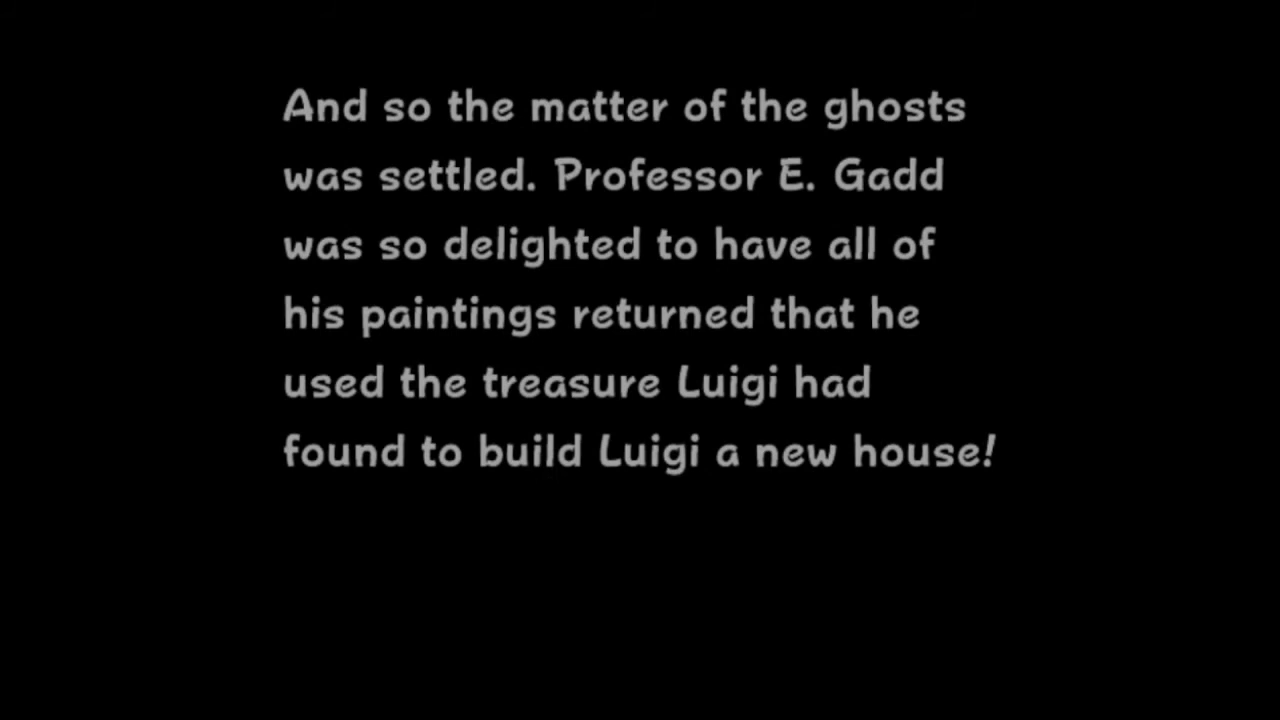 And so the matter of the ghosts
was settled. Professor E. Gadd
was so delighted to have all of
his paintings returned that he
used the treasure Luigi had
found to build Luigi a new house!